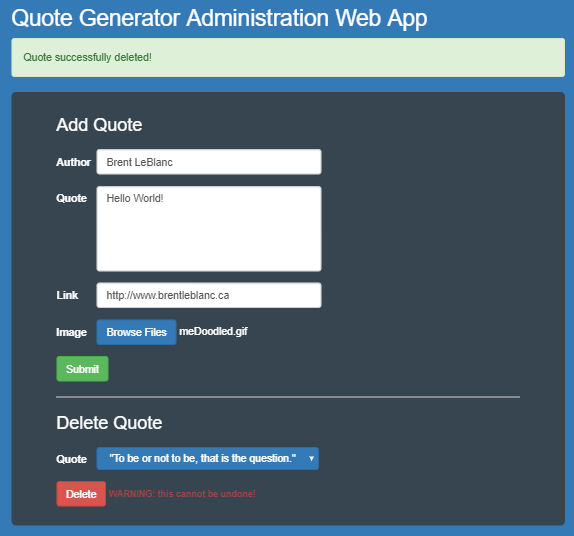 Quote Generator Administration Web App
Quote successfully deleted!
Add Quote
Author Brent LeBlanc
Quote Hello World!
Link http://www.brentleblanc.ca
Image Browse Files meDoodled.gif
Submit
Delete Quote
Quote "To be or not to be, that is the question."
Delete WARNING: this cannot be undone!